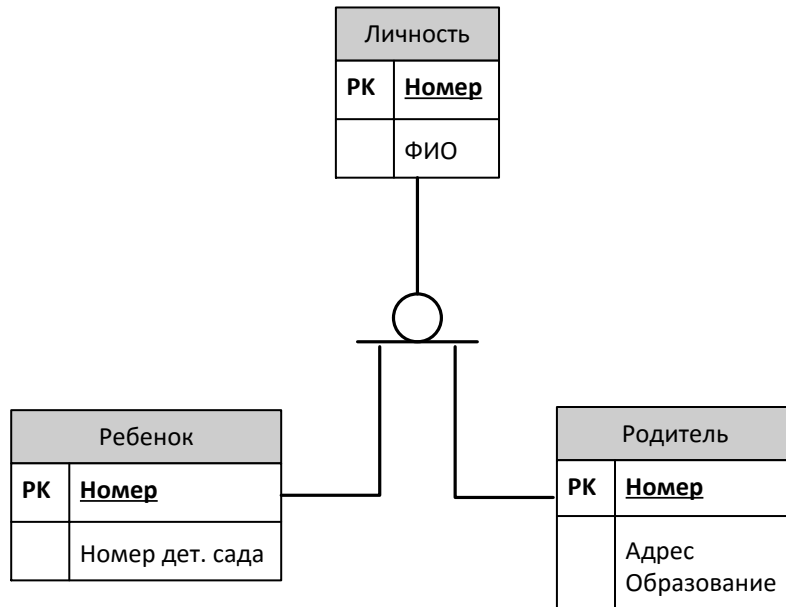 Личность
PK Номер
ФИО
Ребенок
PK Номер
Номер дет. сада
Родитель
PK Номер
Адрес
Образование